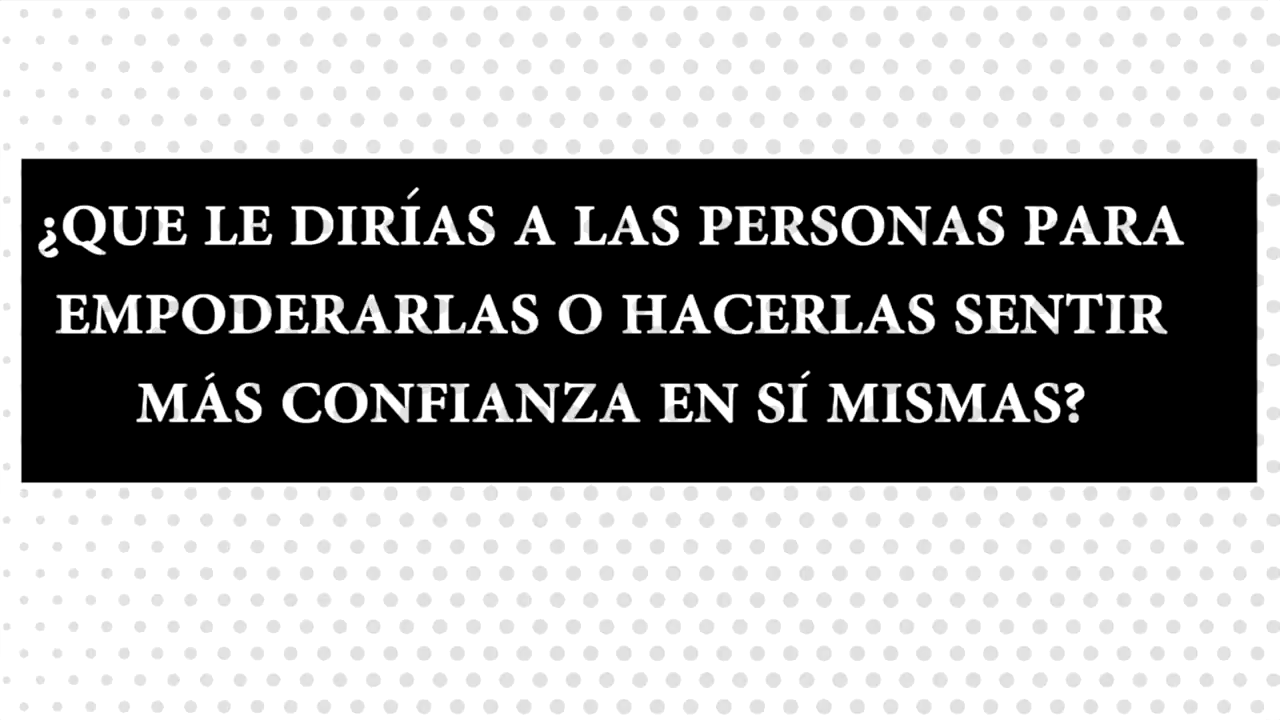 ¿QUE LE DIRÍAS A LAS PERSONAS PARA
EMPODERARLAS O HACERLAS SENTIR
MÁS CONFIANZA EN SÍ MISMAS?